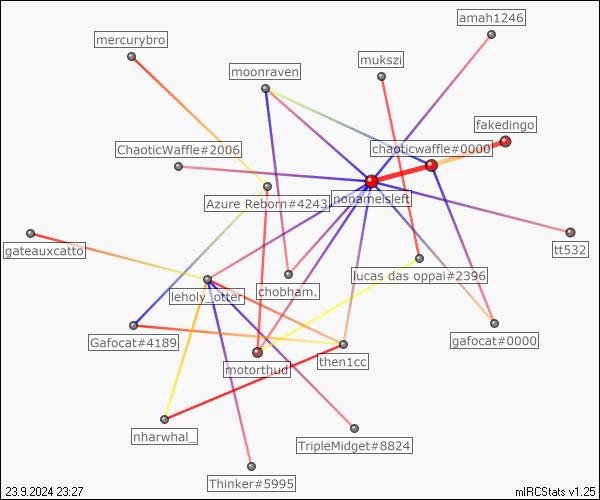 amah1246
mercurybro
mukszi
moonraven
fakedingo
ChaoticWaffle#2006
chaoticwaffle#0000
Azure Reborn#4243
nonameisleft
gateauxcatto
tt532
lucas das oppai#2396
leholy_otter
chobham.
Gafocat#4189
gafocat#0000
motorthud
then1cc
nharwhal_
TripleMidget#8824
Thinker#5995
23.9.2024 23:27
mIRCStats v1.25